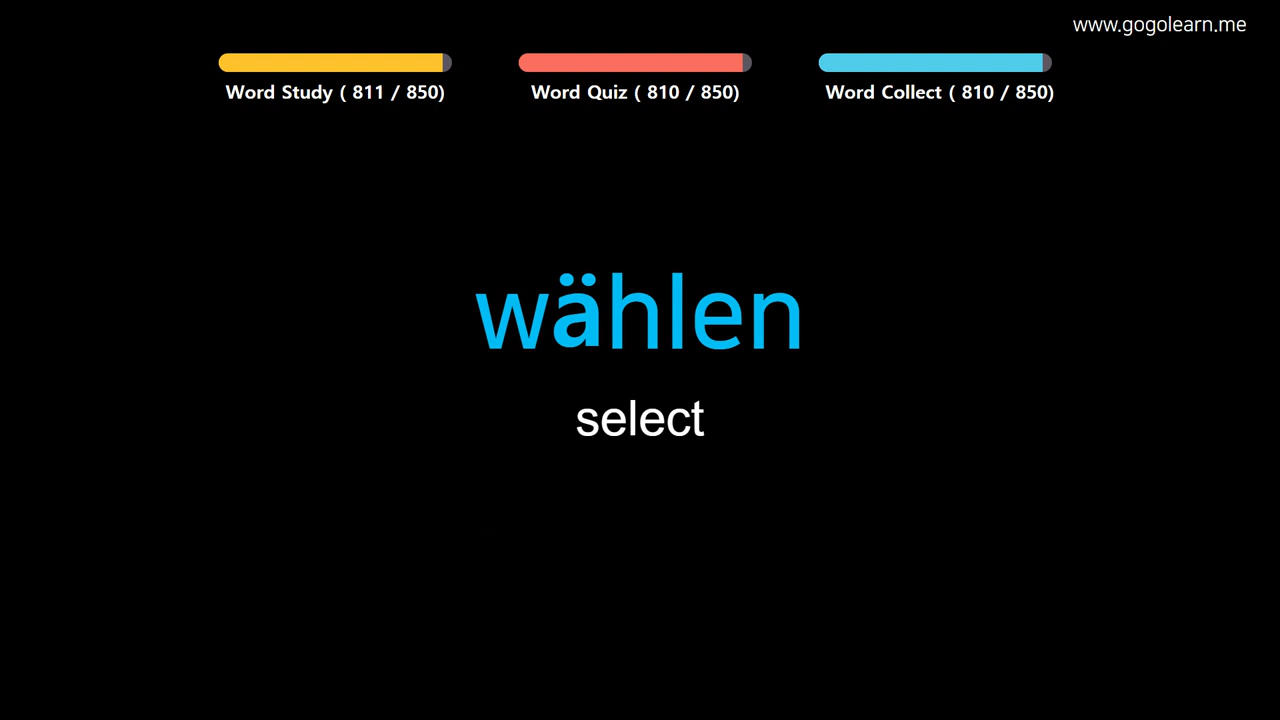 www.gogolearn.me
Word Study ( 811 / 850)
Word Quiz ( 810 / 850)
Word Collect ( 810 / 850)
wählen
select